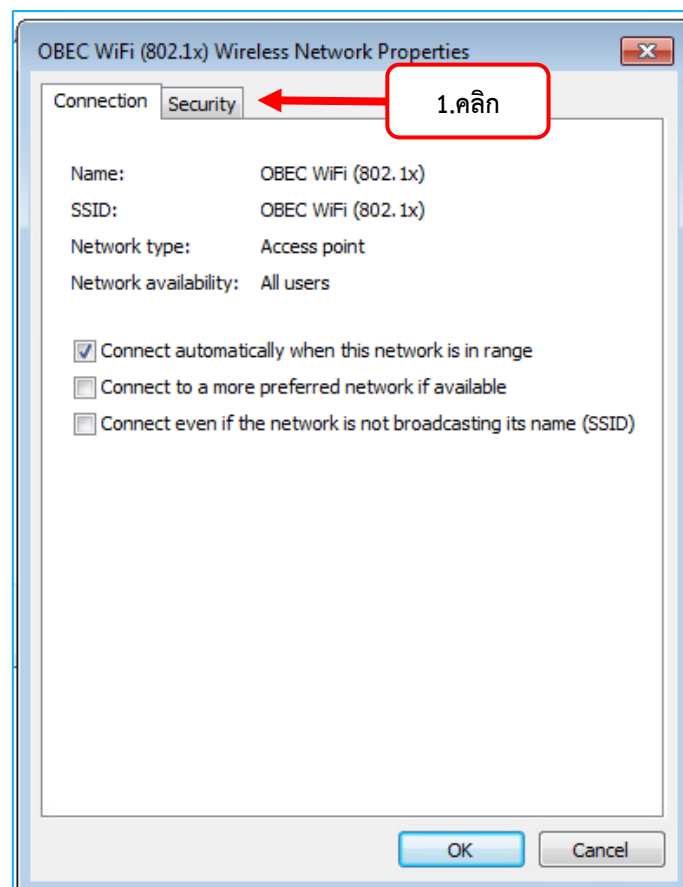 OBEC WiFi (802.1x) Wireless Network Properties
Connection
Security
1.คลิก
Name: OBEC WiFi (802.1x)
SSID: OBEC WiFi (802.1x)
Network type: Access point
Network availability: All users
Connect automatically when this network is in range
Connect to a more preferred network if available
Connect even if the network is not broadcasting its name (SSID)
OK
Cancel